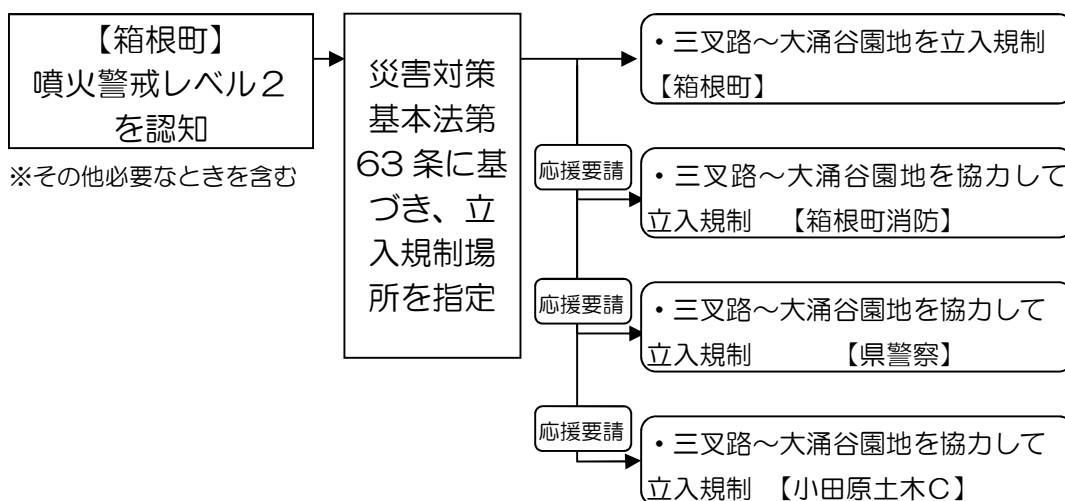 【箱根町】
噴火警戒レベル２
を認知
※その他必要なときを含む
災害対策
基本法第
63 条に基
づき、立
入規制場
所を指定
・三叉路～大涌谷園地を立入規制
【箱根町】
応援要請
・三叉路～大涌谷園地を協力して
立入規制　【箱根町消防】
応援要請
・三叉路～大涌谷園地を協力して
立入規制　　　【県警察】
応援要請
・三叉路～大涌谷園地を協力して
立入規制　【小田原土木Ｃ】